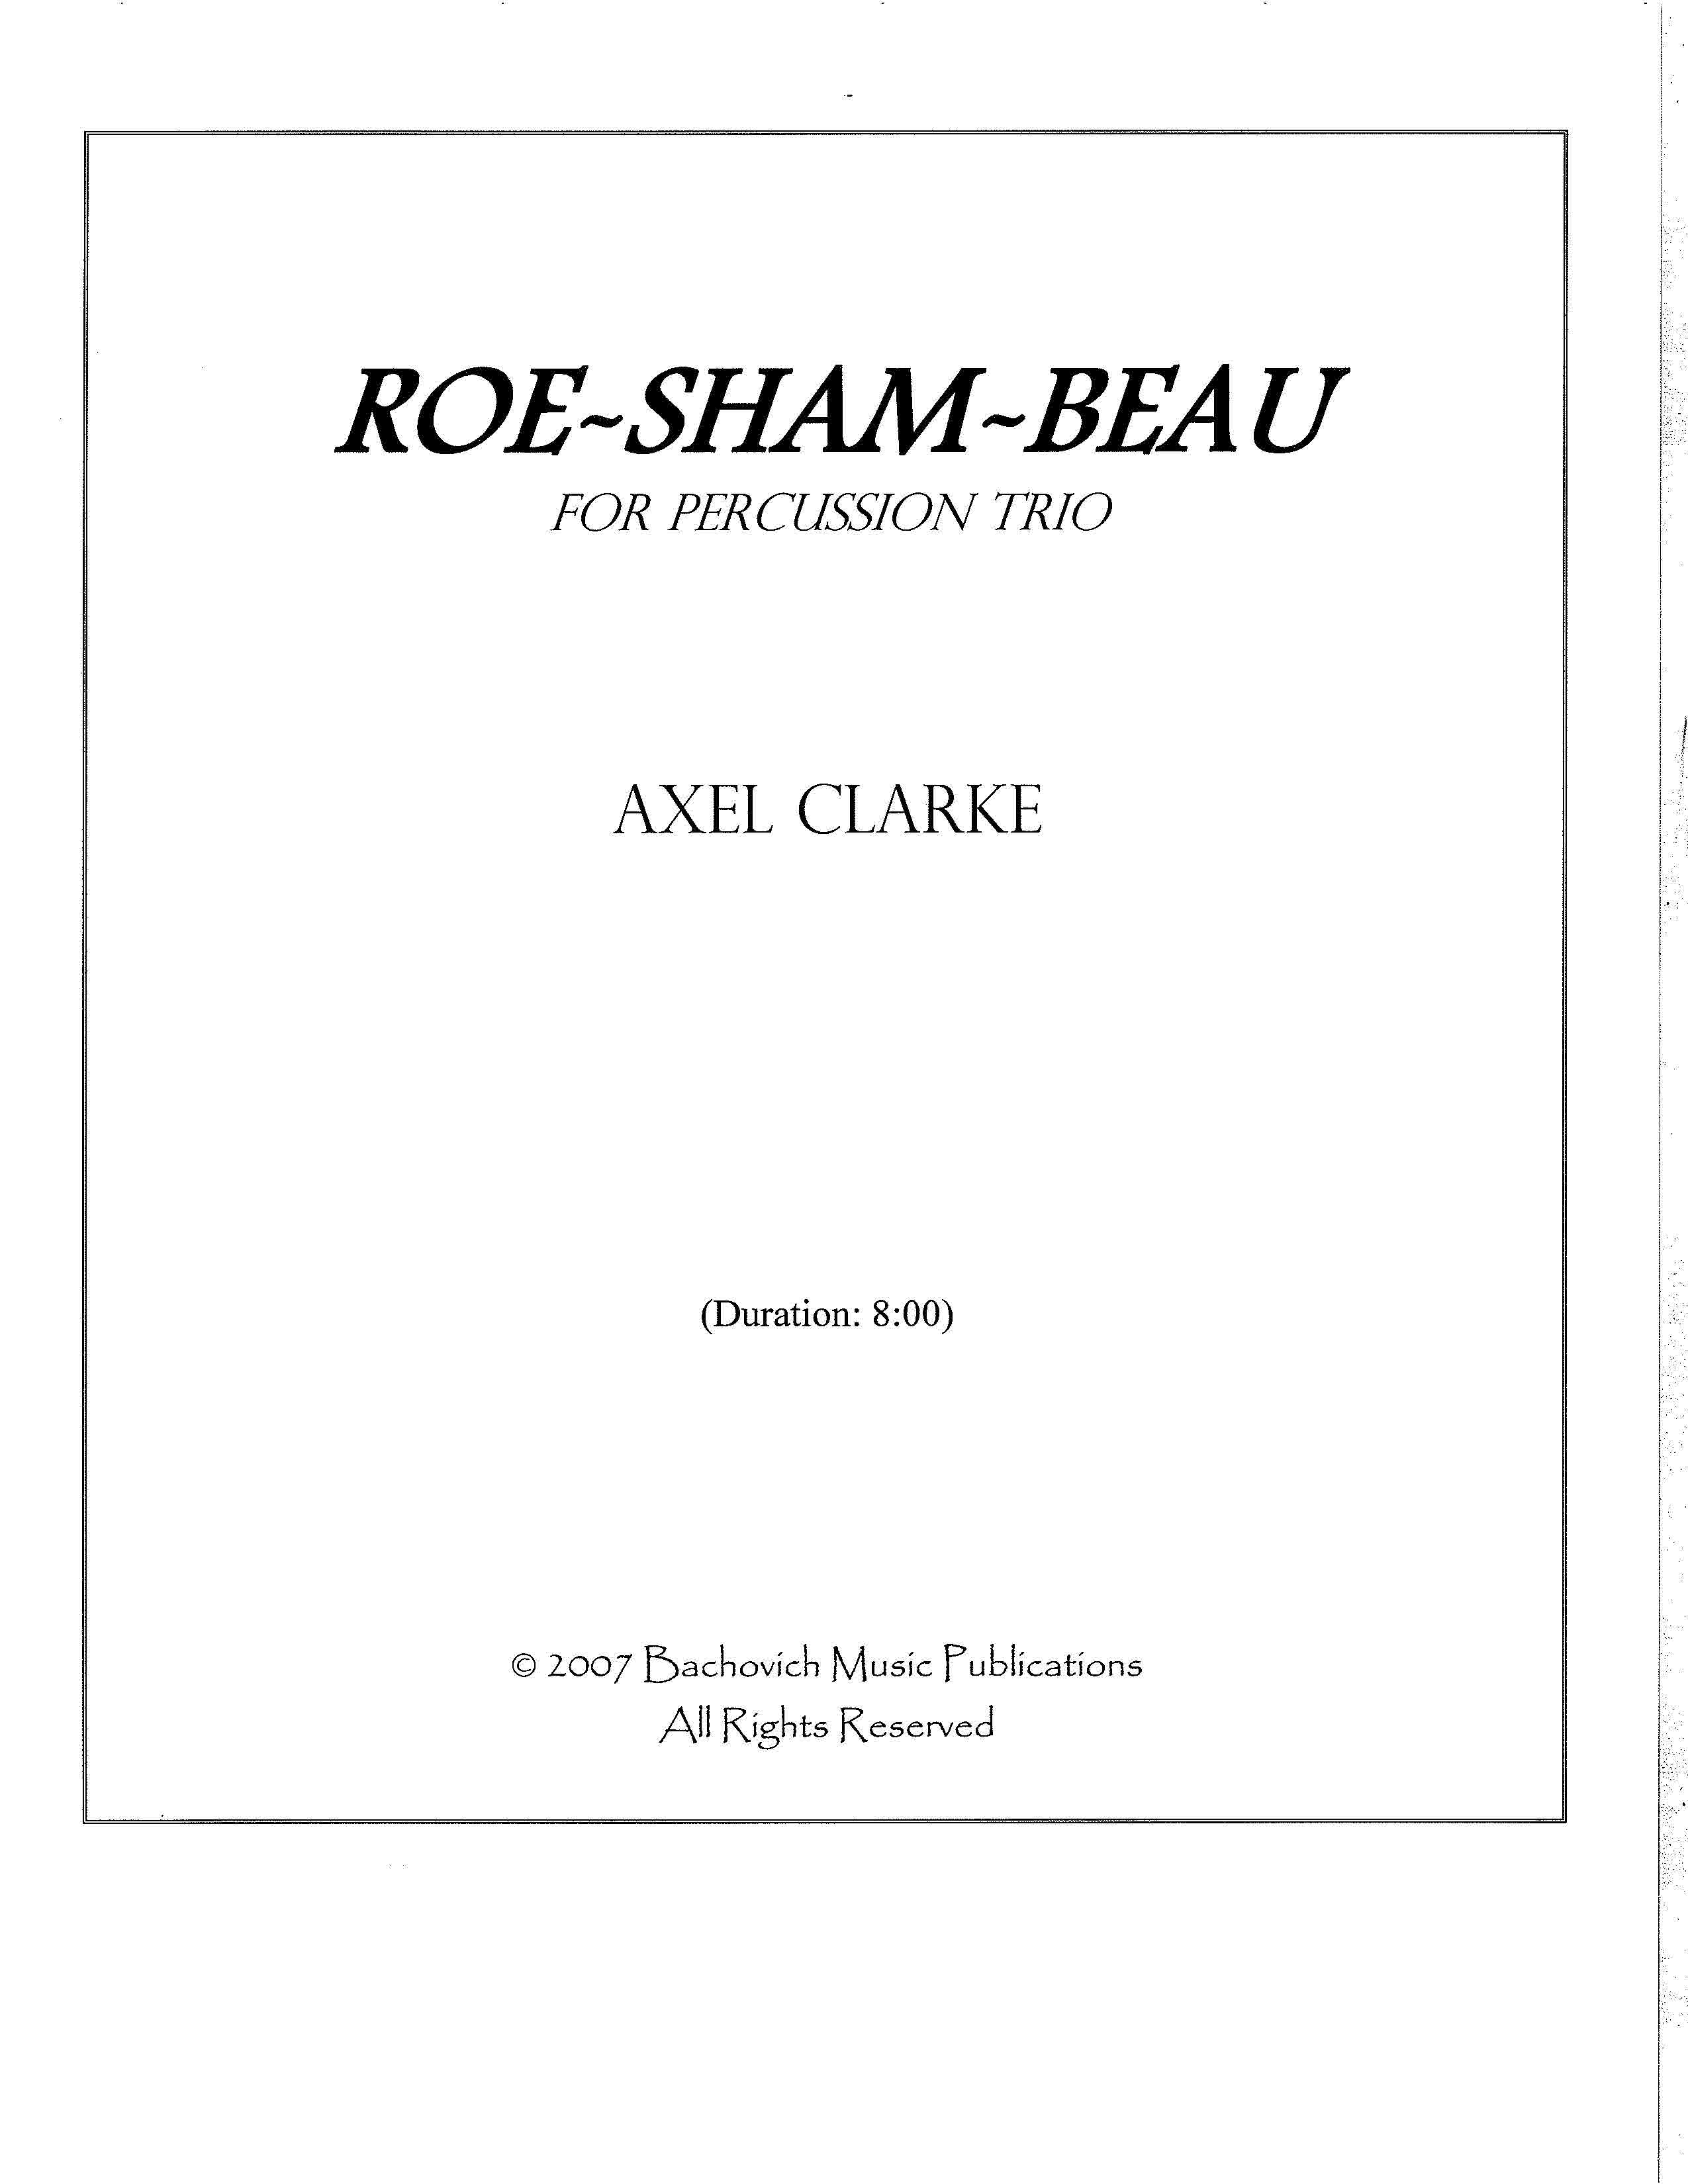 ROE~SHAM~BEAU
FOR PERCUSSION TRIO
AXEL CLARKE
(Duration: 8:00)
© 2007 Bachovich Music Publications
All Rights Reserved